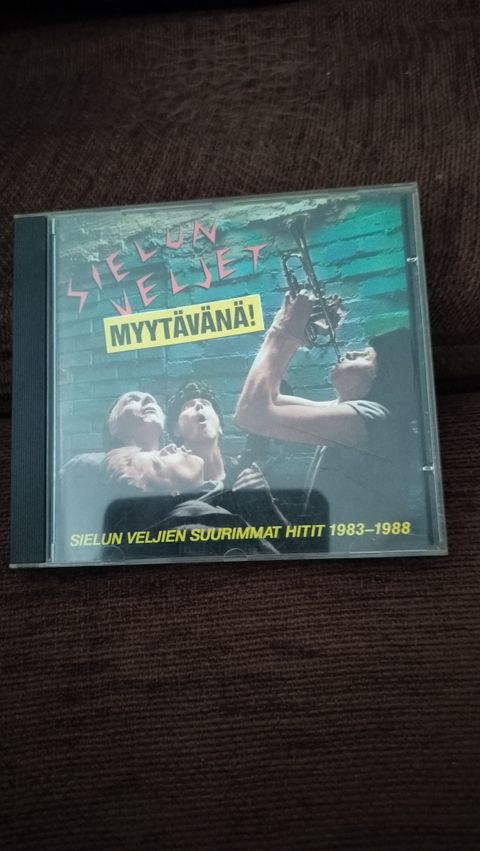 SIELUN
VELJET
MYYTÄVÄNÄ!
SIELUN VELJIEN SUURIMMAT HITIT 1983–1988